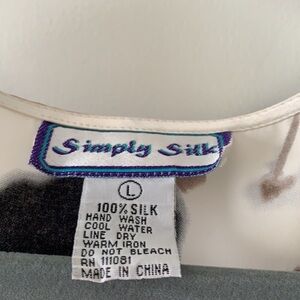 Simply Silk
L
100% SILK
HAND WASH
COOL WATER
LINE DRY
WARM IRON
DO NOT BLEACH
RN 111081
MADE IN CHINA